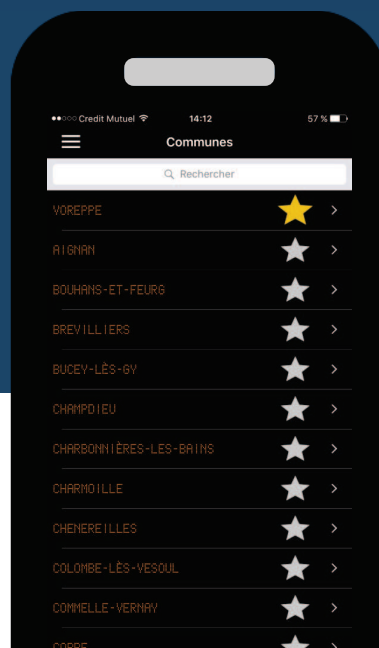 Credit Mutuel 14:12 57 %
Communes
Rechercher
VOREPPE
AIGNAN
BOUHANS-ET-FEURG
BREVILLIERS
BUCEY-LÈS-GY
CHAMPDIEU
CHARBONNIÈRES-LES-BAINS
CHARMOILLE
CHENEREILLES
COLOMBE-LÈS-VESOUL
COMMELLE-VERNAY